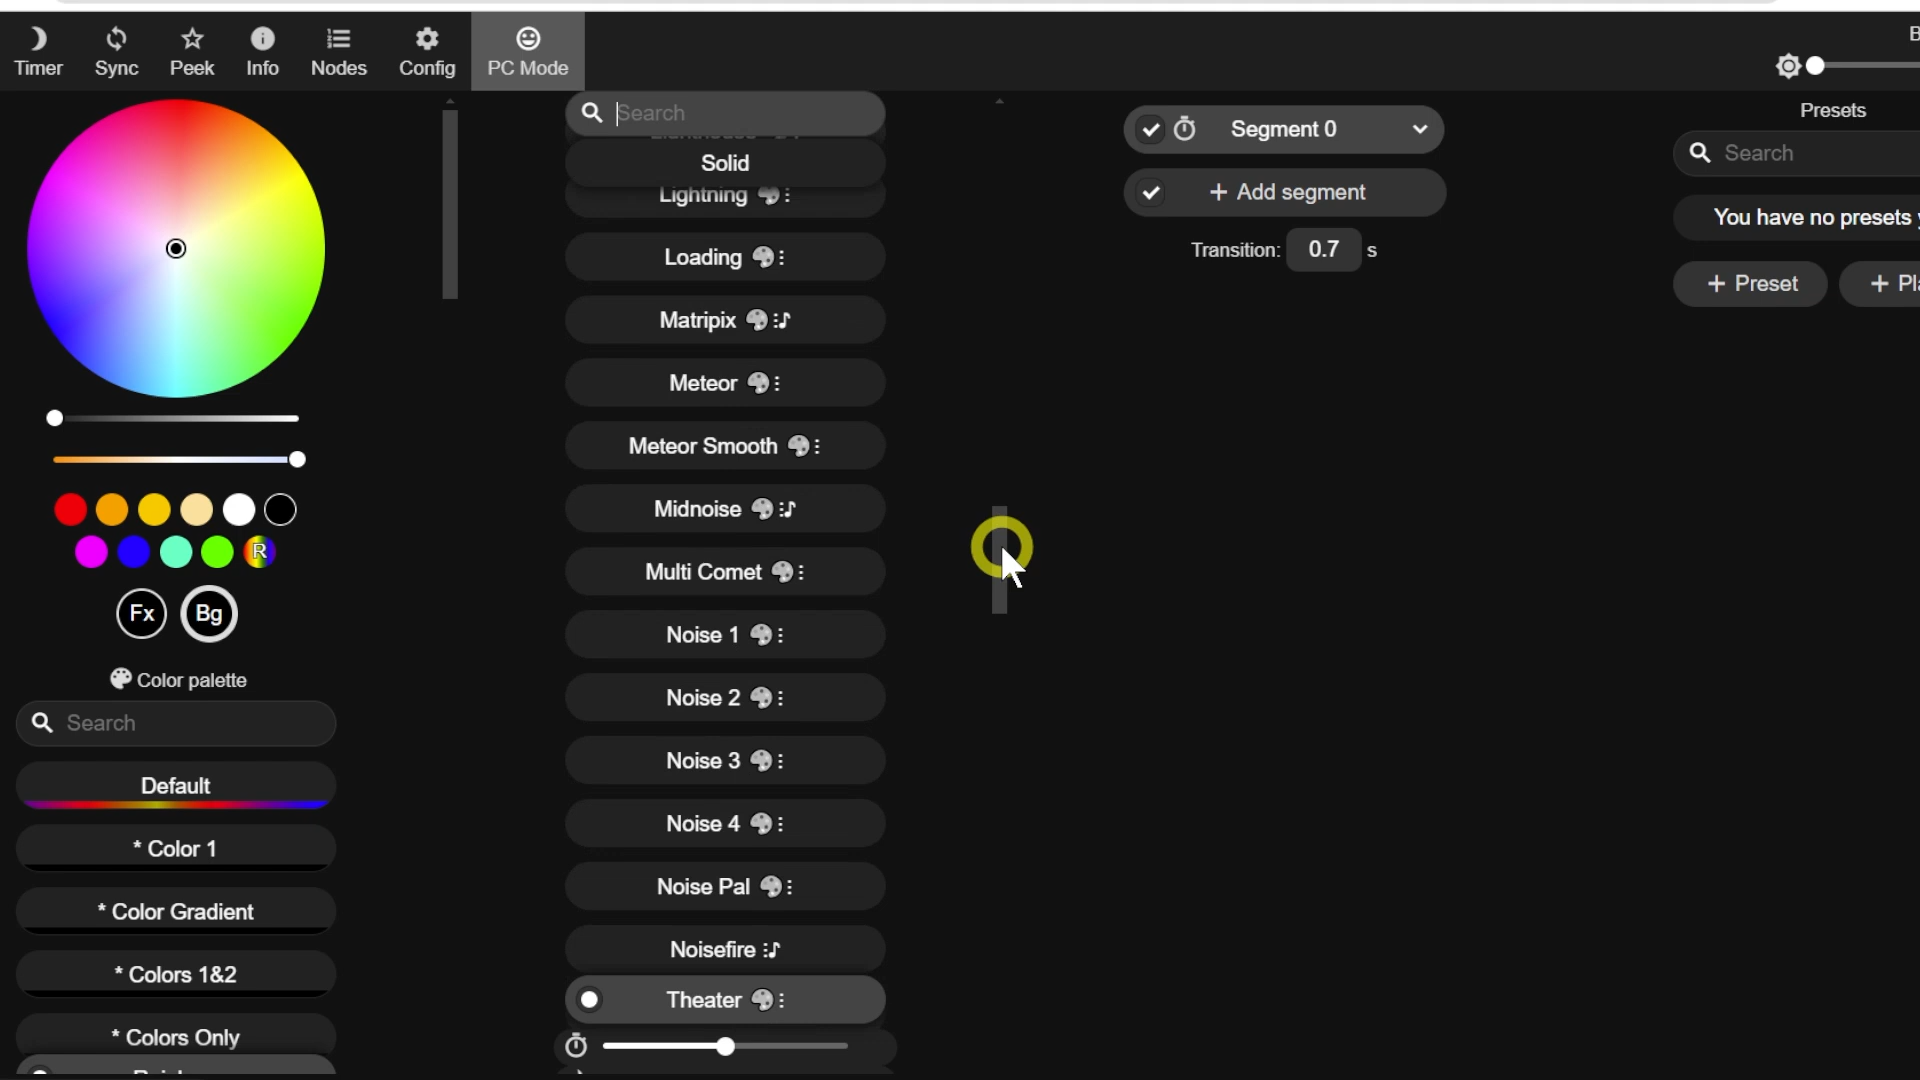 Timer
Sync
Peek
Info
Nodes
Config
PC Mode
R
Fx
Bg
Color palette
Search
Default
* Color 1
* Color Gradient
* Colors 1&2
* Colors Only
Search
Solid
Lightning
Loading
Matripix
Meteor
Meteor Smooth
Midnoise
Multi Comet
Noise 1
Noise 2
Noise 3
Noise 4
Noise Pal
Noisefire
Theater
Segment 0
+ Add segment
Transition: 0.7 s
Presets
Search
You have no presets
+ Preset
+